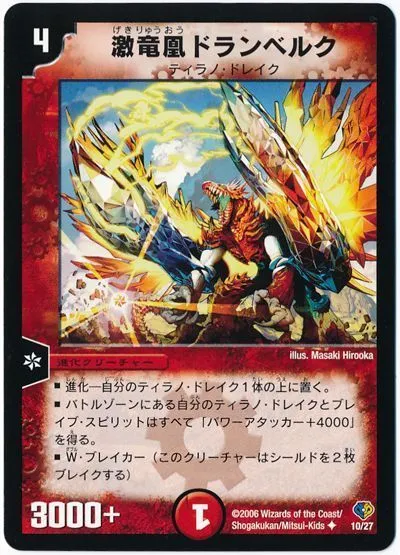 4
げきりゅうおう
激竜凰ドランベルク
ティラノ・ドレイク
illus. Masaki Hirooka
進化クリーチャー
■ 進化—自分のティラノ・ドレイク1体の上に置く。
■ バトルゾーンにある自分のティラノ・ドレイクとブレ
イブ・スピリットはすべて「パワーアタッカー+4000」
を得る。
■ W・ブレイカー(このクリーチャーはシールドを2枚
ブレイクする)
3000+
1
©2006 Wizards of the Coast/
Shogakukan/Mitsui-Kids
10/27